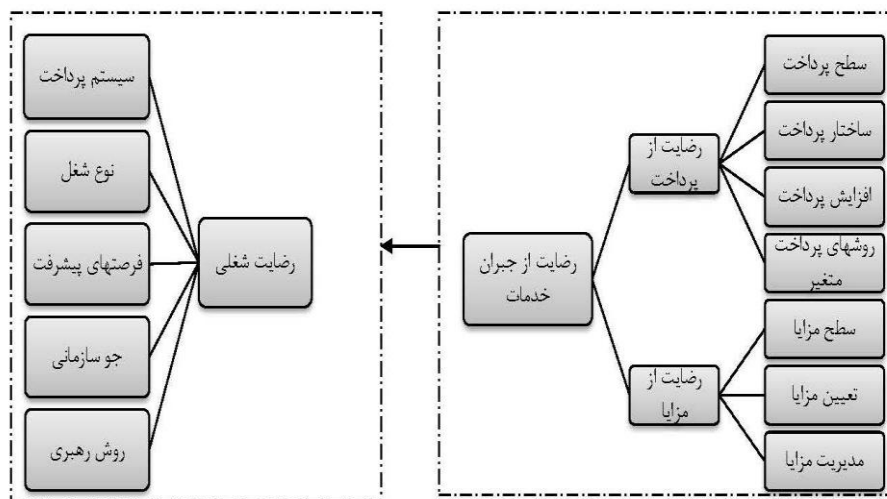 سطح پرداخت
ساختار پرداخت
افزایش پرداخت
روشهای پرداخت
متغیر
سطح مزایا
تعیین مزایا
مدیریت مزایا
رضایت از
پرداخت
رضایت از
مزایا
رضایت از جبران
خدمات
رضایت شغلی
سیستم پرداخت
نوع شغل
فرصتهای پیشرفت
جو سازمانی
روش رهبری